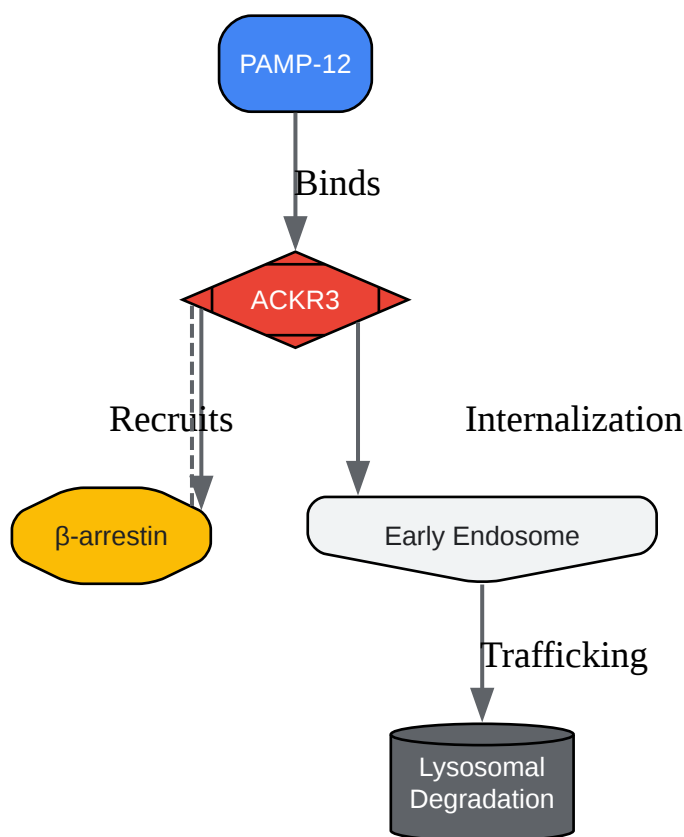 PAMP-12
Binds
ACKR3
Recruits
Internalization
β-arrestin
Early Endosome
Trafficking
Lysosomal
Degradation